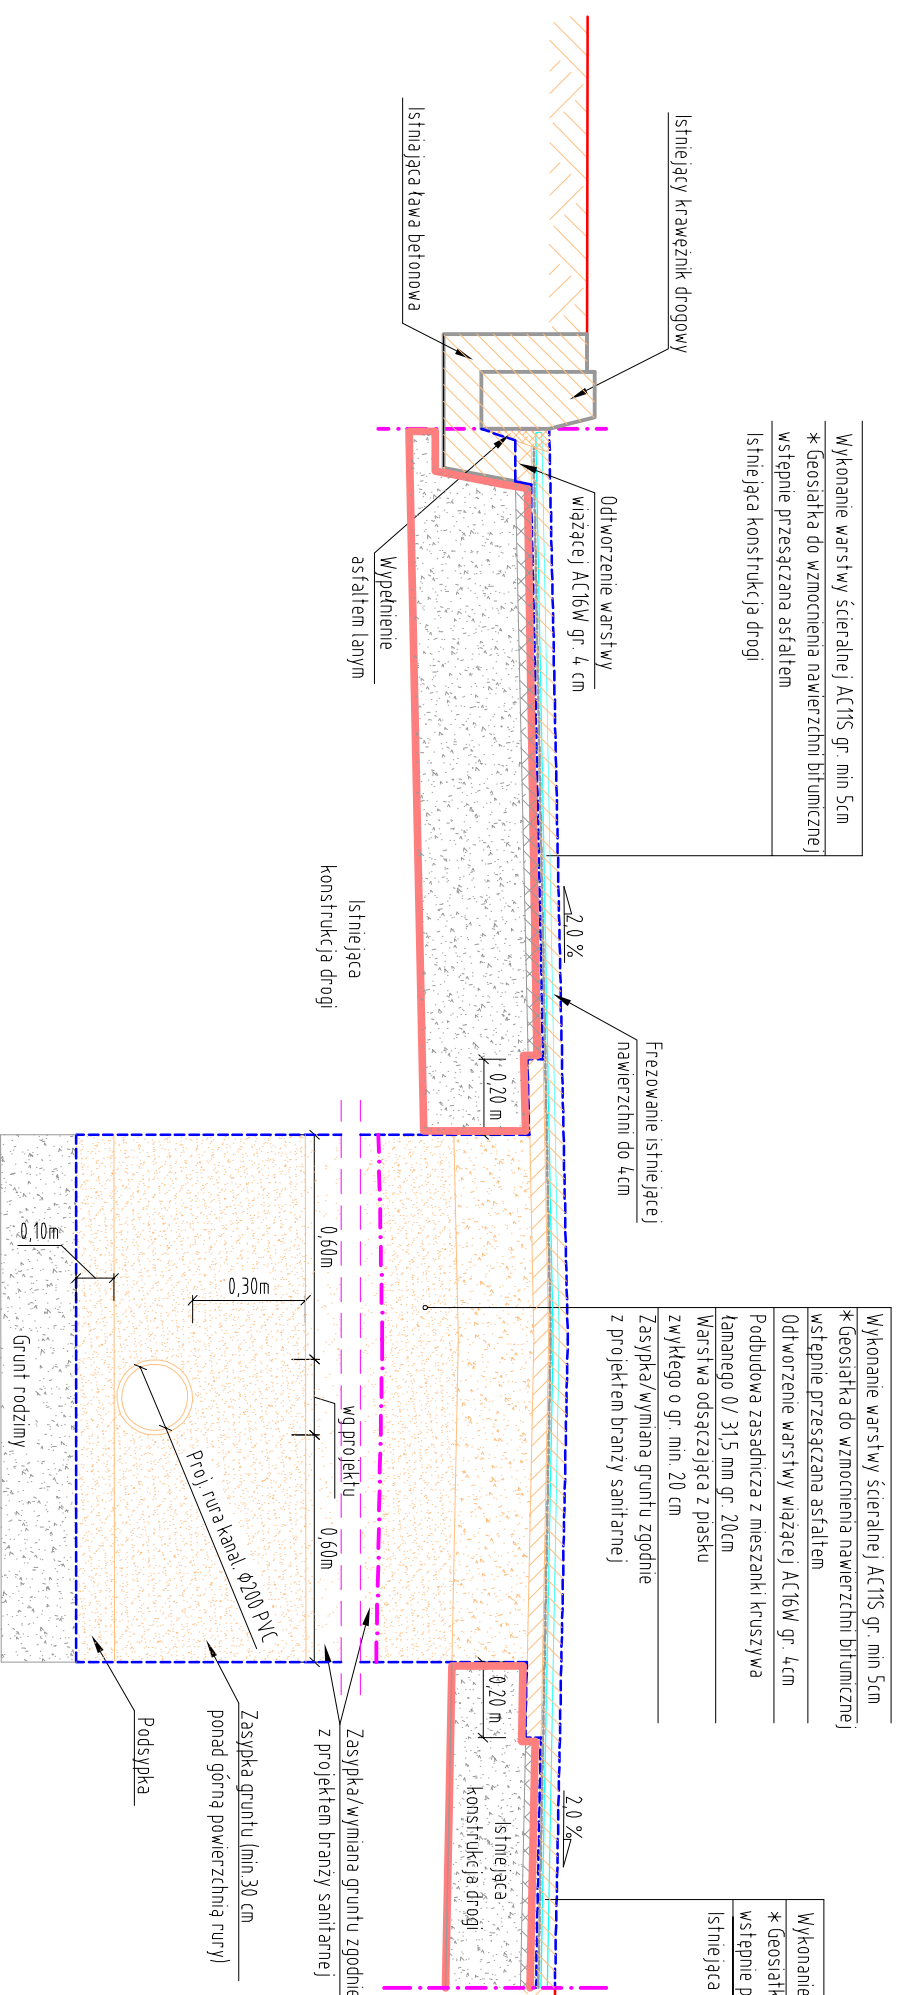 Istniejący krawężnik drogowy
Istniająca ława betonowa
Wykonanie warstwy ścieralnej AC11S gr. min 5cm
* Geosiatka do wzmocnienia nawierzchni bitumicznej
wstępnie przesączana asfaltem
Istniejąca konstrukcja drogi
Odtworzenie warstwy
wiążącej AC16W gr. 4 cm
Wypełnienie
asfaltem lanym
2,0 %
Istniejąca
konstrukcja drogi
Frezowanie istniejącej
nawierzchni do 4cm
0,20 m
Wykonanie warstwy ścieralnej AC11S gr. min 5cm
* Geosiatka do wzmocnienia nawierzchni bitumicznej
wstępnie przesączana asfaltem
Odtworzenie warstwy wiążącej AC16W gr. 4cm
Podbudowa zasadnicza z mieszanki kruszywa
łamanego 0/ 31,5 mm gr. 20cm
Warstwa odsączająca z piasku
zwykłego o gr. min. 20 cm
Zasypka/wymiana gruntu zgodnie
z projektem branży sanitarnej
0,60m
wg projektu
0,60m
0,30m
0,10m
Grunt rodzimy
Proj. rura kanal. ϕ200 PVC
0,20 m
2,0 %
Istniejąca
konstrukcja drogi
Zasypka/wymiana gruntu zgodnie
z projektem branży sanitarnej
Zasypka gruntu (min.30 cm
ponad górną powierzchnią rury)
Podsypka
Wykonanie
* Geosiatk
wstępnie p
Istniejąca